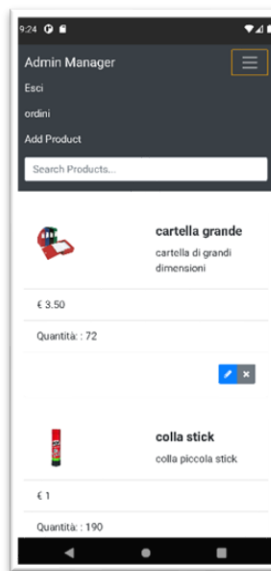 9:24
Admin Manager
Esci
ordini
Add Product
Search Products...
cartella grande
cartella di grandi
dimensioni
€ 3.50
Quantità: : 72
colla stick
colla piccola stick
€ 1
Quantità: : 190